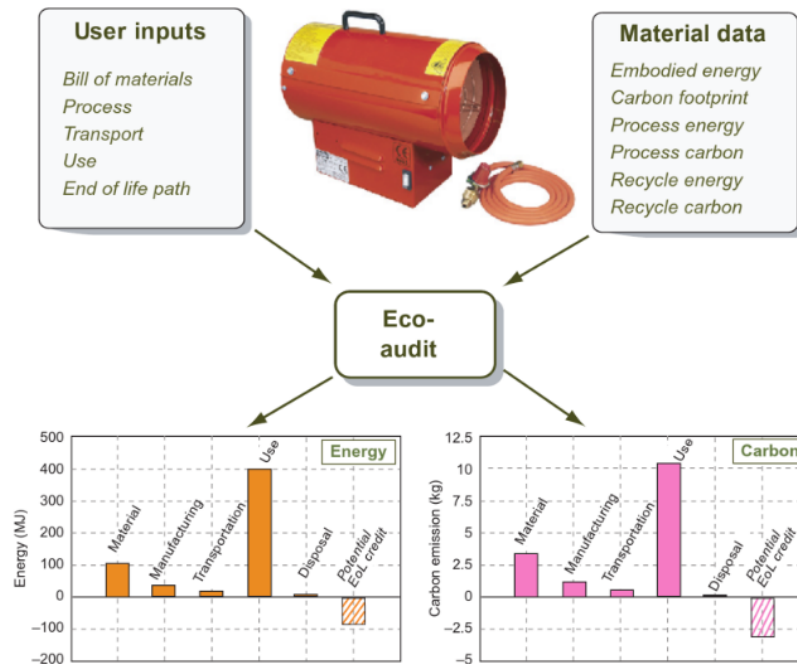 User inputs
Bill of materials
Process
Transport
Use
End of life path
Material data
Embodied energy
Carbon footprint
Process energy
Process carbon
Recycle energy
Recycle carbon
Eco-
audit
Energy (MJ)
500
400
300
200
100
0
–100
–200
Material
Manufacturing
Transportation
Use
Disposal
Potential
EoL credit
Energy
Carbon emission (kg)
12.5
10
7.5
5
2.5
0
–2.5
–5
Material
Manufacturing
Transportation
Use
Disposal
Potential
EoL credit
Carbon